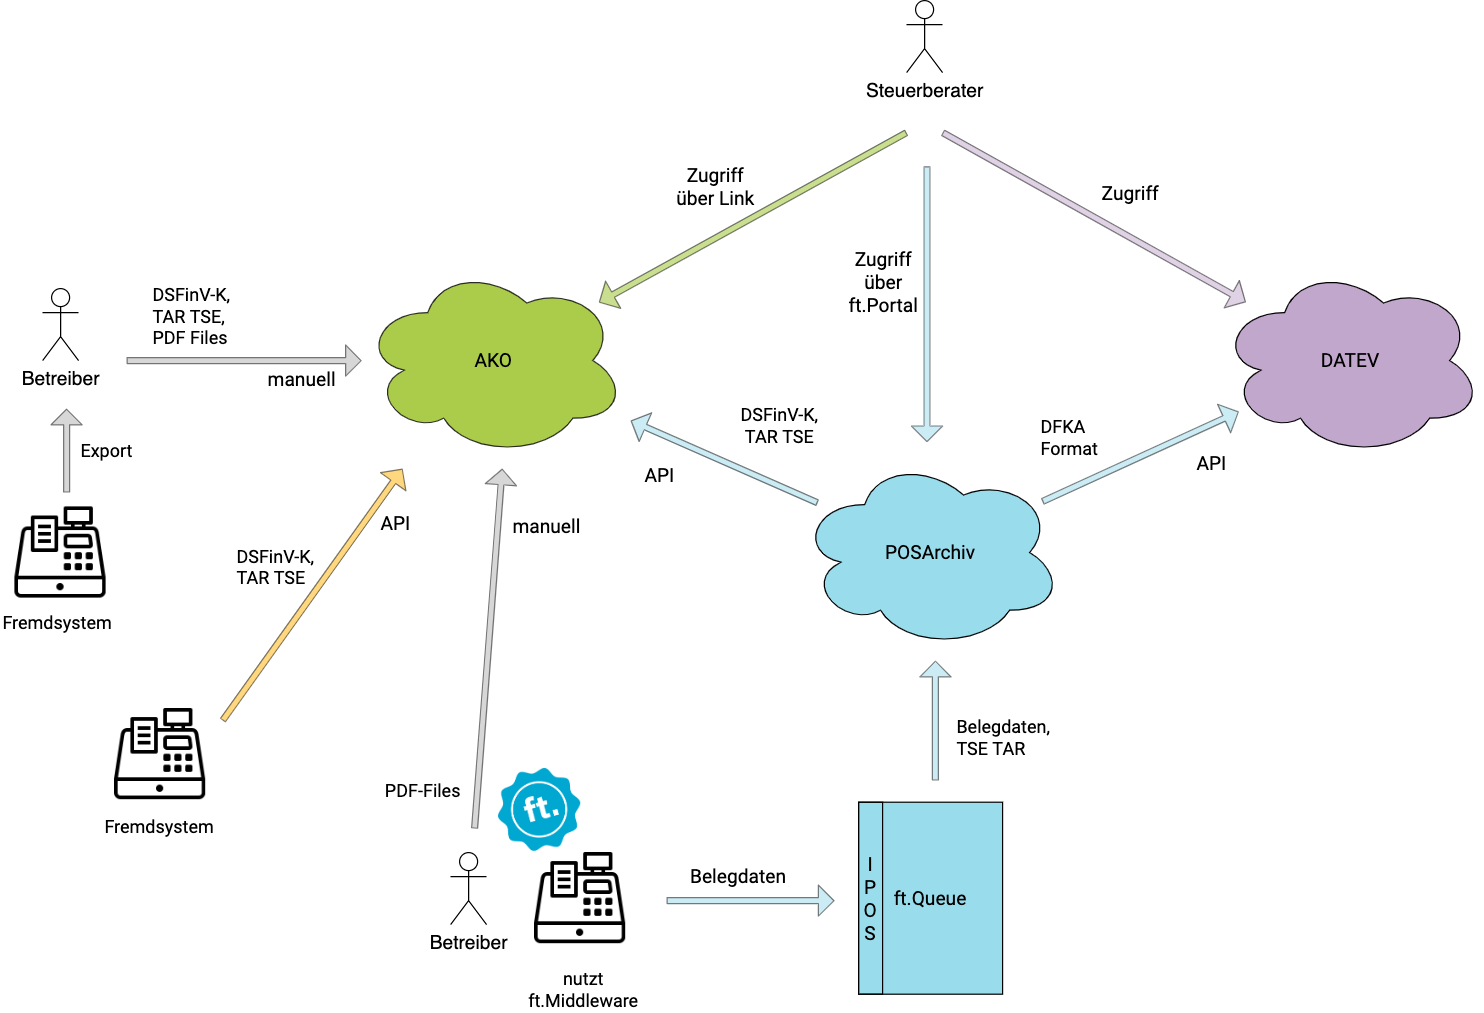 Steuerberater
Zugriff
über Link
Zugriff
Zugriff
über
ft.Portal
DSFinV-K,
TAR TSE,
PDF Files
manuell
Betreiber
AKO
DATEV
Export
DSFinV-K,
TAR TSE
API
DFKA
Format
API
API
manuell
DSFinV-K,
TAR TSE
POSArchiv
Fremdsystem
Belegdaten,
TSE TAR
PDF-Files
ft.
Fremdsystem
Belegdaten
I
P
O
S
ft.Queue
Betreiber
nutzt
ft.Middleware